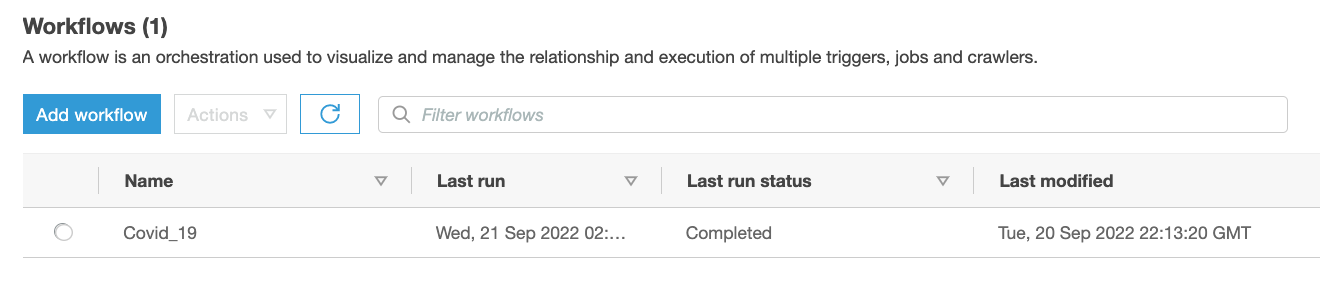 Workflows (1)
A workflow is an orchestration used to visualize and manage the relationship and execution of multiple triggers, jobs and crawlers.
Add workflow Actions Filter workflows
Name Last run Last run status Last modified
Covid_19 Wed, 21 Sep 2022 02:... Completed Tue, 20 Sep 2022 22:13:20 GMT